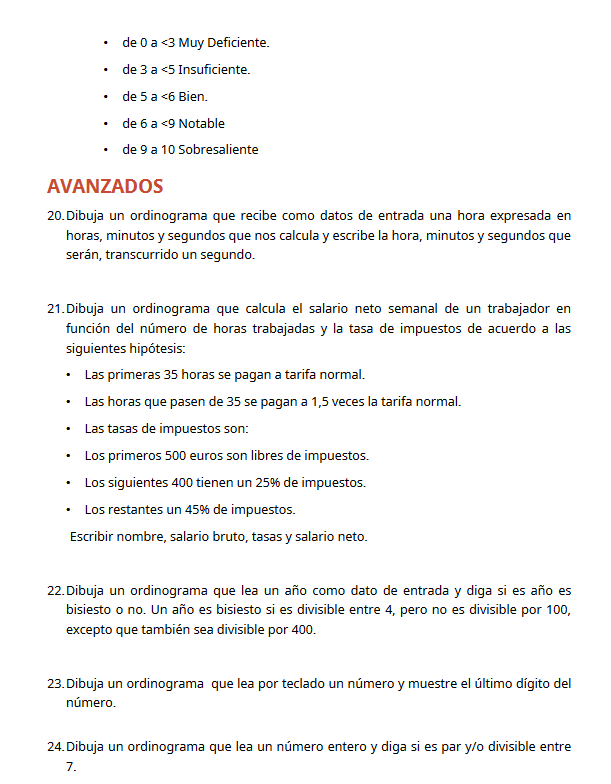 • de 0 a <3 Muy Deficiente.
• de 3 a <5 Insuficiente.
• de 5 a <6 Bien.
• de 6 a <9 Notable
• de 9 a 10 Sobresaliente
AVANZADOS
20. Dibuja un ordinograma que recibe como datos de entrada una hora expresada en
horas, minutos y segundos que nos calcula y escribe la hora, minutos y segundos que
serán, transcurrido un segundo.
21. Dibuja un ordinograma que calcula el salario neto semanal de un trabajador en
función del número de horas trabajadas y la tasa de impuestos de acuerdo a las
siguientes hipótesis:
• Las primeras 35 horas se pagan a tarifa normal.
• Las horas que pasen de 35 se pagan a 1,5 veces la tarifa normal.
• Las tasas de impuestos son:
• Los primeros 500 euros son libres de impuestos.
• Los siguientes 400 tienen un 25% de impuestos.
• Los restantes un 45% de impuestos.
Escribir nombre, salario bruto, tasas y salario neto.
22. Dibuja un ordinograma que lea un año como dato de entrada y diga si es año es
bisiesto o no. Un año es bisiesto si es divisible entre 4, pero no es divisible por 100,
excepto que también sea divisible por 400.
23. Dibuja un ordinograma que lea por teclado un número y muestre el último dígito del
número.
24. Dibuja un ordinograma que lea un número entero y diga si es par y/o divisible entre
7.